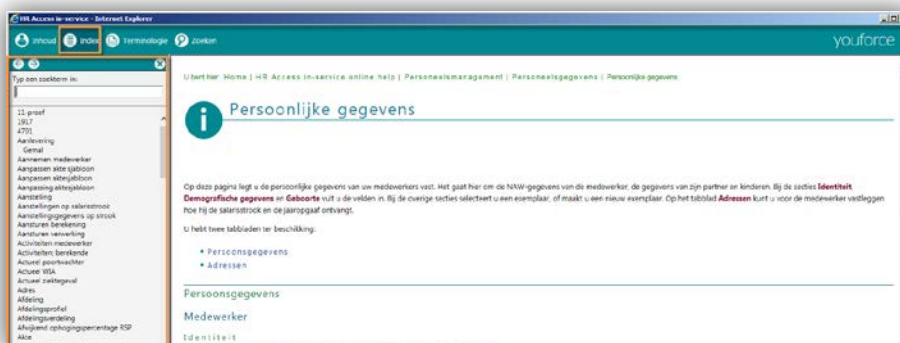 HR Access in-service - Internet Explorer
Inhoud Index Terminologie Zoeken
youforce
Typ een zoekterm in:
11-proef
1917
4701
Aanlevering
Gemal
Aannemen medewerker
Aanpassen akte sjabloon
Aanpassen aktesjabloon
Aanpassing aktesjabloon
Aanstelling
Aanstellingen op salarisstrook
Aanstellingsgegevens op strook
Aansturen berekening
Aansturen verwerking
Activiteiten medewerker
Activiteiten; berekende
Actueel poortwachter
Actueel WIA
Actueel ziektegeval
Adres
Afdeling
Afdelingsprofiel
Afdelingsverdeling
Afwijkend ophogingspercentage RSP
Akte
U bent hier: Home | HR Access in-service online help | Personeelsmanagement | Personeelsgegevens | Persoonlijke gegevens
Persoonlijke gegevens
Op deze pagina legt u de persoonlijke gegevens van uw medewerkers vast. Het gaat hier om de NAW-gegevens van de medewerker, de gegevens van zijn partner en kinderen. Bij de secties Identiteit,
Demografische gegevens en Geboorte vult u de velden in. Bij de overige secties selecteert u een exemplaar, of maakt u een nieuw exemplaar. Op het tabblad Adressen kunt u voor de medewerker vastleggen
hoe hij de salarisstrook en de jaaropgaaf ontvangt.
U hebt twee tabbladen ter beschikking:
• Persoonsgegevens
• Adressen
Persoonsgegevens
Medewerker
Identiteit